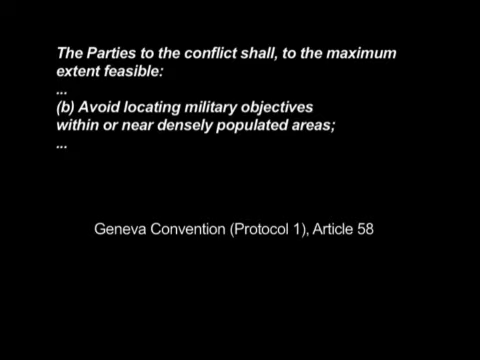 The Parties to the conflict shall, to the maximum
extent feasible:
...
(b) Avoid locating military objectives
within or near densely populated areas;
...
Geneva Convention (Protocol 1), Article 58